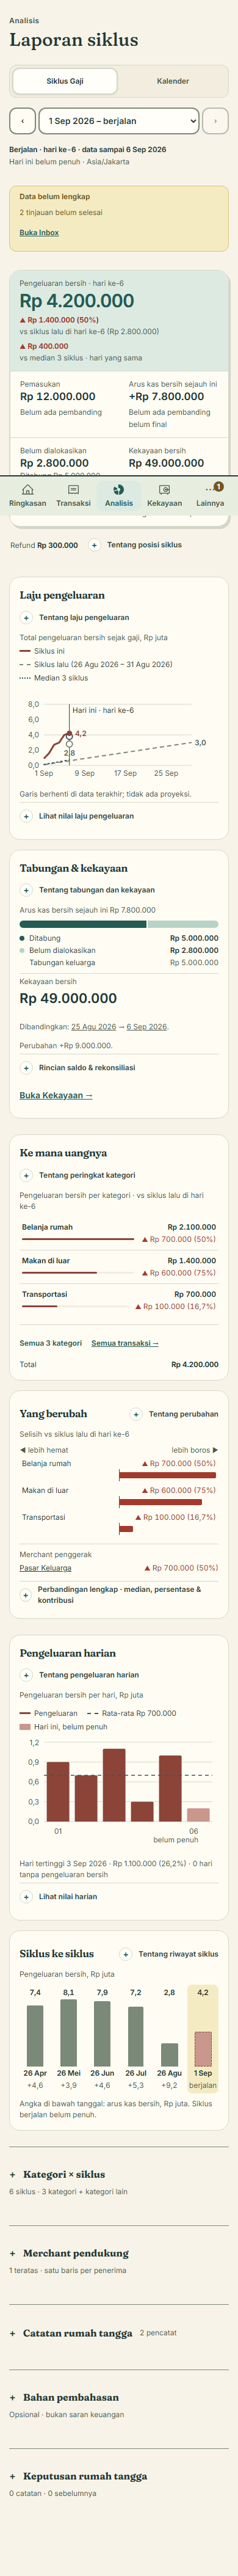 Analisis
Laporan siklus
Siklus Gaji
Kalender
‹
1 Sep 2026 – berjalan
›
Berjalan · hari ke-6 · data sampai 6 Sep 2026
Hari ini belum penuh · Asia/Jakarta
Data belum lengkap
2 tinjauan belum selesai
Buka Inbox
Pengeluaran bersih · hari ke-6
Rp 4.200.000
▲ Rp 1.400.000 (50%)
vs siklus lalu di hari ke-6 (Rp 2.800.000)
▲ Rp 400.000
vs median 3 siklus · hari yang sama
Pemasukan
Rp 12.000.000
Belum ada pembanding
Arus kas bersih sejauh ini
+Rp 7.800.000
Belum ada pembanding
belum final
Belum dialokasikan
Rp 2.800.000
Kekayaan bersih
Rp 49.000.000
Ringkasan
Transaksi
Analisis
Kekayaan
Lainnya
1
Refund Rp 300.000
+ Tentang posisi siklus
Laju pengeluaran
+ Tentang laju pengeluaran
Total pengeluaran bersih sejak gaji, Rp juta
Siklus ini
Siklus lalu (26 Agu 2026 – 31 Agu 2026)
Median 3 siklus
8,0
6,0
4,0
2,0
0,0
Hari ini · hari ke-6
4,2
2,8
3,0
1 Sep
9 Sep
17 Sep
25 Sep
Garis berhenti di data terakhir; tidak ada proyeksi.
+ Lihat nilai laju pengeluaran
Tabungan & kekayaan
+ Tentang tabungan dan kekayaan
Arus kas bersih sejauh ini Rp 7.800.000
Ditabung Rp 5.000.000
Belum dialokasikan Rp 2.800.000
Tabungan keluarga Rp 5.000.000
Kekayaan bersih
Rp 49.000.000
Dibandingkan: 25 Agu 2026 → 6 Sep 2026.
Perubahan +Rp 9.000.000.
+ Rincian saldo & rekonsiliasi
Buka Kekayaan →
Ke mana uangnya
+ Tentang peringkat kategori
Pengeluaran bersih per kategori · vs siklus lalu di hari
ke-6
Belanja rumah Rp 2.100.000
▲ Rp 700.000 (50%)
Makan di luar Rp 1.400.000
▲ Rp 600.000 (75%)
Transportasi Rp 700.000
▲ Rp 100.000 (16,7%)
Semua 3 kategori
Semua transaksi →
Total Rp 4.200.000
Yang berubah
+ Tentang perubahan
Selisih vs siklus lalu di hari ke-6
◀ lebih hemat
lebih boros ▶
Belanja rumah ▲ Rp 700.000 (50%)
Makan di luar ▲ Rp 600.000 (75%)
Transportasi ▲ Rp 100.000 (16,7%)
Merchant penggerak
Pasar Keluarga ▲ Rp 700.000 (50%)
+ Perbandingan lengkap · median, persentase &
kontribusi
Pengeluaran harian
+ Tentang pengeluaran harian
Pengeluaran bersih per hari, Rp juta
Pengeluaran
Rata-rata Rp 700.000
Hari ini, belum penuh
1,2
0,9
0,6
0,3
0,0
01
06
belum penuh
Hari tertinggi 3 Sep 2026 · Rp 1.100.000 (26,2%) · 0 hari
tanpa pengeluaran bersih
+ Lihat nilai harian
Siklus ke siklus
+ Tentang riwayat siklus
Pengeluaran bersih, Rp juta
7,4 8,1 7,9 7,2 2,8 4,2
26 Apr 26 Mei 26 Jun 26 Jul 26 Agu 1 Sep
+4,6 +3,9 +4,6 +5,3 +9,2 berjalan
Angka di bawah tanggal: arus kas bersih, Rp juta. Siklus
berjalan belum penuh.
+ Kategori × siklus
6 siklus · 3 kategori + kategori lain
+ Merchant pendukung
1 teratas · satu baris per penerima
+ Catatan rumah tangga 2 pencatat
+ Bahan pembahasan
Opsional · bukan saran keuangan
+ Keputusan rumah tangga
0 catatan · 0 sebelumnya